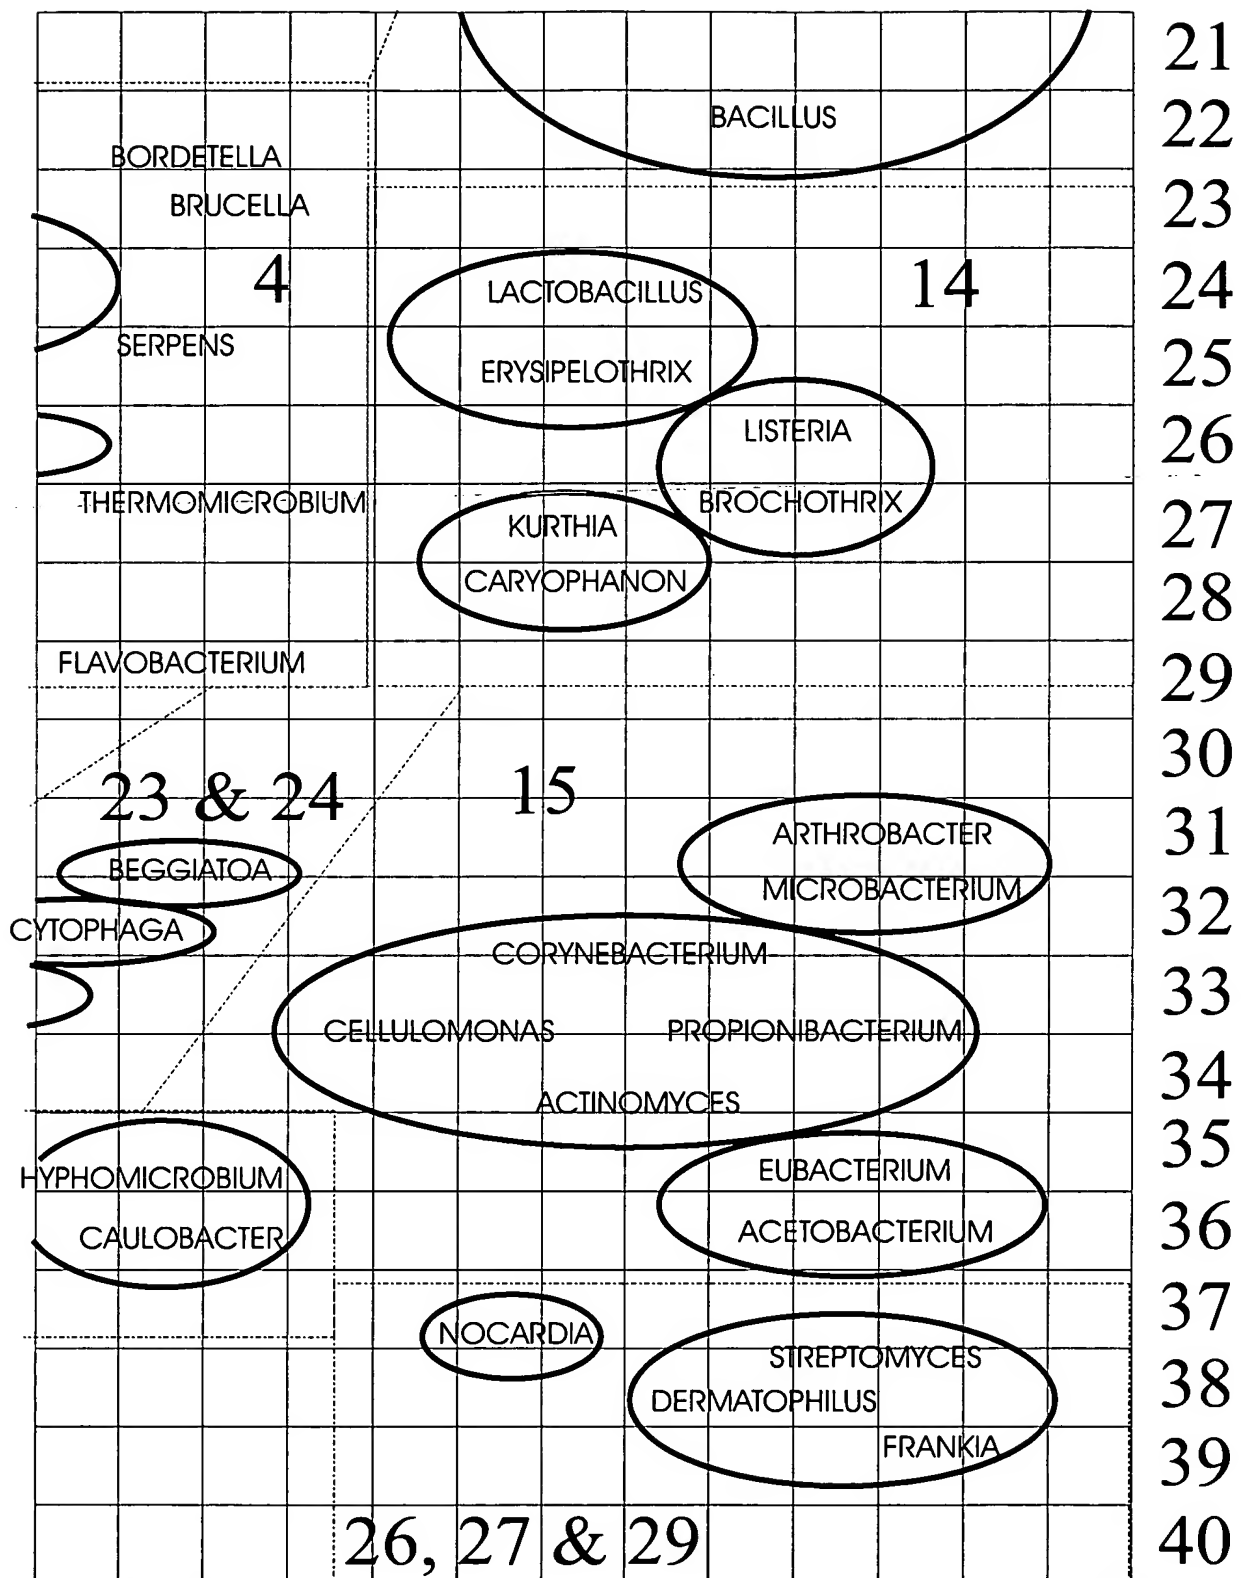 21
BACILLUS
22
BORDETELLA
BRUCELLA
23
4
LACTOBACILLUS
14
24
SERPENS
ERYSIPELOTHRIX
25
LISTERIA
26
THERMOMICROBIUM
BROCHOTHRIX
KURTHIA
27
CARYOPHANON
28
FLAVOBACTERIUM
29
30
23 & 24
15
ARTHROBACTER
31
BEGGIATOA
MICROBACTERIUM
32
CYTOPHAGA
CORYNEBACTERIUM
33
CELLULOMONAS
PROPIONIBACTERIUM
34
ACTINOMYCES
35
HYPHOMICROBIUM
EUBACTERIUM
36
CAULOBACTER
ACETOBACTERIUM
37
NOCARDIA
STREPTOMYCES
38
DERMATOPHILUS
FRANKIA
39
26, 27 & 29
40